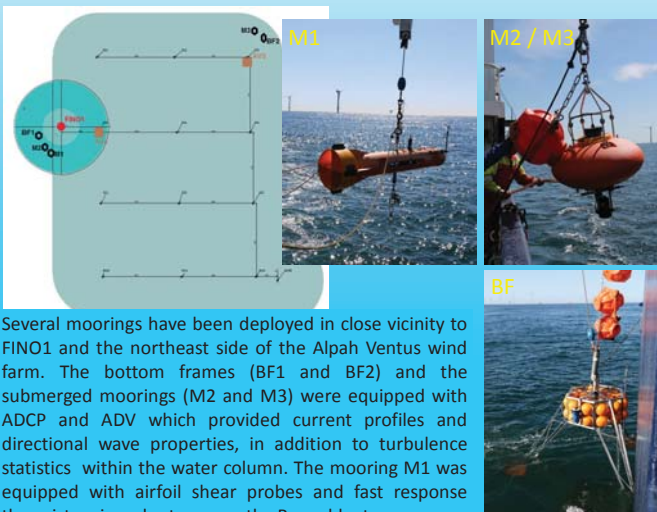 M3
BF2
FINO1
BF1
M2
M1
M2 / M3
BF
Several moorings have been deployed in close vicinity to
FINO1 and the northeast side of the Alpah Ventus wind
farm. The bottom frames (BF1 and BF2) and the
submerged moorings (M2 and M3) were equipped with
ADCP and ADV which provided current profiles and
directional wave properties, in addition to turbulence
statistics within the water column. The mooring M1 was
equipped with airfoil shear probes and fast response